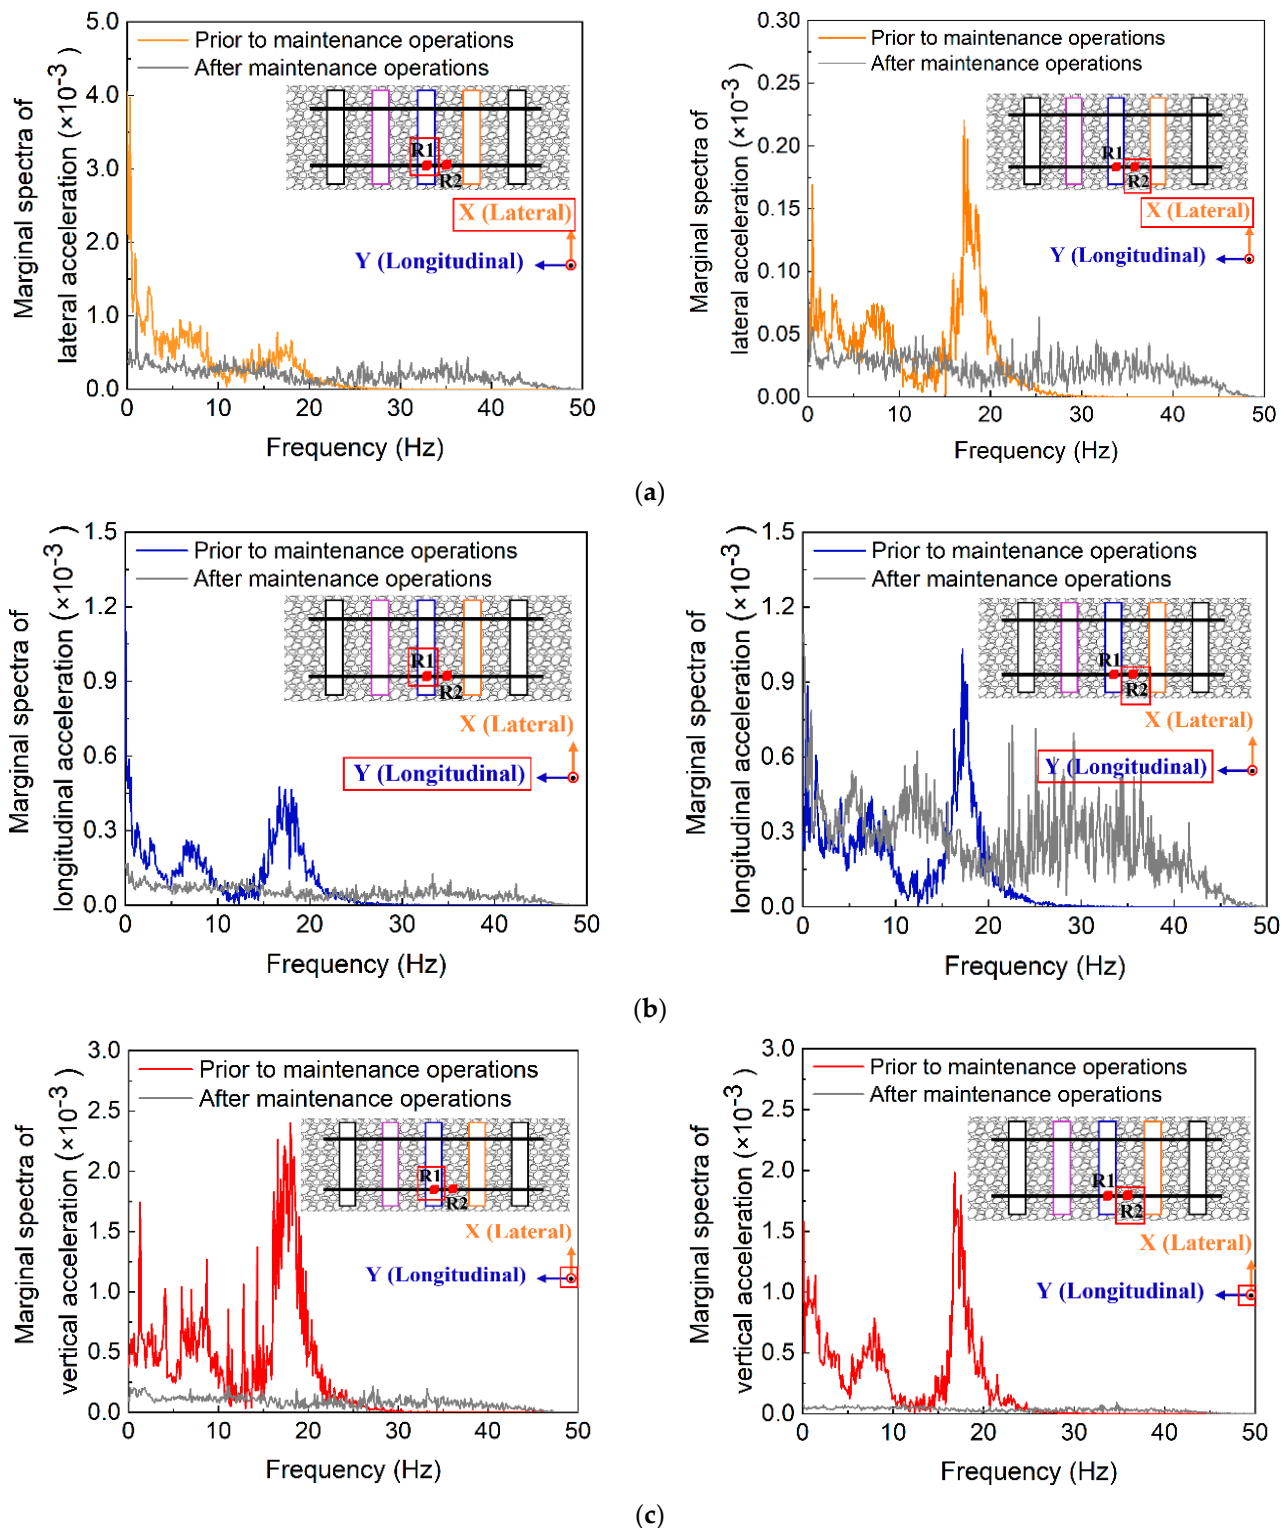 Marginal spectra of
lateral acceleration (×10⁻³ )
5.0
4.0
3.0
2.0
1.0
0.0
Prior to maintenance operations
After maintenance operations
R1
R2
X (Lateral)
Y (Longitudinal)
0 10 20 30 40 50
Frequency (Hz)
Marginal spectra of
lateral acceleration (×10⁻³ )
0.30
0.25
0.20
0.15
0.10
0.05
0.00
Prior to maintenance operations
After maintenance operations
R1
R2
X (Lateral)
Y (Longitudinal)
0 10 20 30 40 50
Frequency (Hz)
(a)
Marginal spectra of
longitudinal acceleration (×10⁻³ )
1.5
1.2
0.9
0.6
0.3
0.0
Prior to maintenance operations
After maintenance operations
R1
R2
X (Lateral)
Y (Longitudinal)
0 10 20 30 40 50
Frequency (Hz)
Marginal spectra of
longitudinal acceleration (×10⁻³ )
1.5
1.2
0.9
0.6
0.3
0.0
Prior to maintenance operations
After maintenance operations
R1
R2
X (Lateral)
Y (Longitudinal)
0 10 20 30 40 50
Frequency (Hz)
(b)
Marginal spectra of
vertical acceleration (×10⁻³ )
3.0
2.5
2.0
1.5
1.0
0.5
0.0
Prior to maintenance operations
After maintenance operations
R1
R2
X (Lateral)
Y (Longitudinal)
0 10 20 30 40 50
Frequency (Hz)
Marginal spectra of
vertical acceleration (×10⁻³ )
3.0
2.5
2.0
1.5
1.0
0.5
0.0
Prior to maintenance operations
After maintenance operations
R1
R2
X (Lateral)
Y (Longitudinal)
0 10 20 30 40 50
Frequency (Hz)
(c)